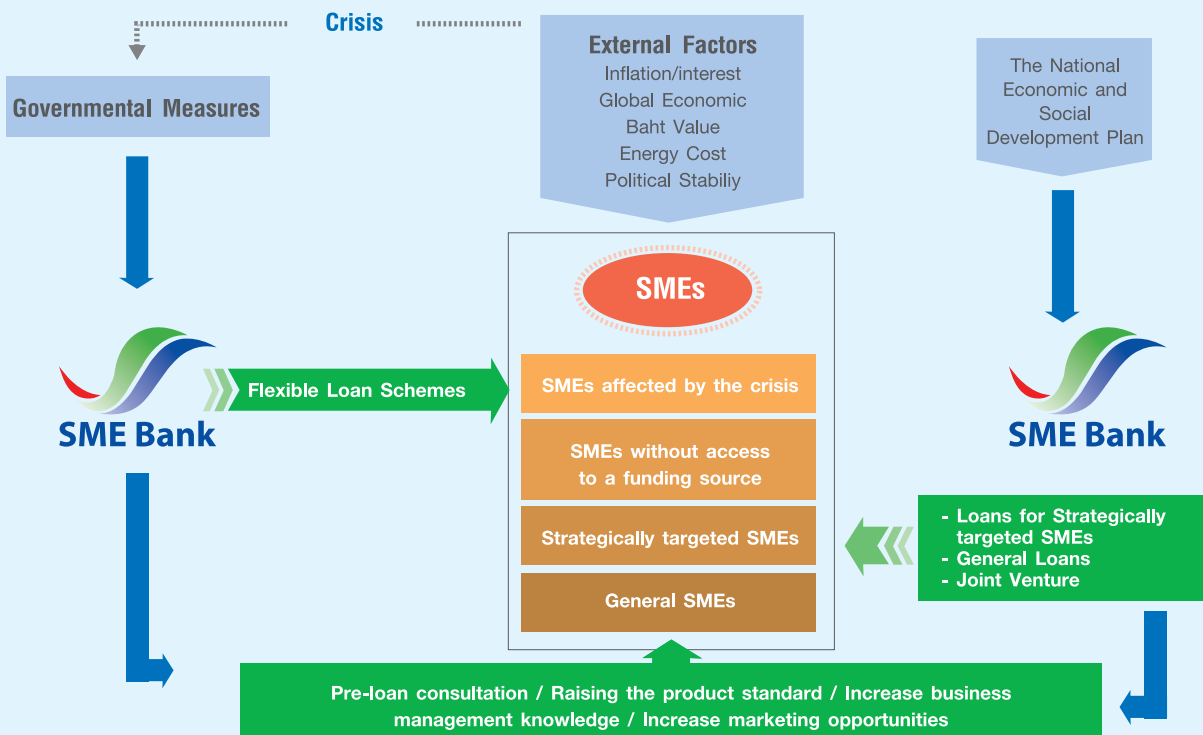 Crisis
External Factors
Inflation/interest
Global Economic
Baht Value
Energy Cost
Political Stabiliy
Governmental Measures
The National
Economic and
Social
Development Plan
SMEs
SME Bank
Flexible Loan Schemes
SMEs affected by the crisis
SMEs without access
to a funding source
Strategically targeted SMEs
General SMEs
SME Bank
- Loans for Strategically
targeted SMEs
- General Loans
- Joint Venture
Pre-loan consultation / Raising the product standard / Increase business
management knowledge / Increase marketing opportunities